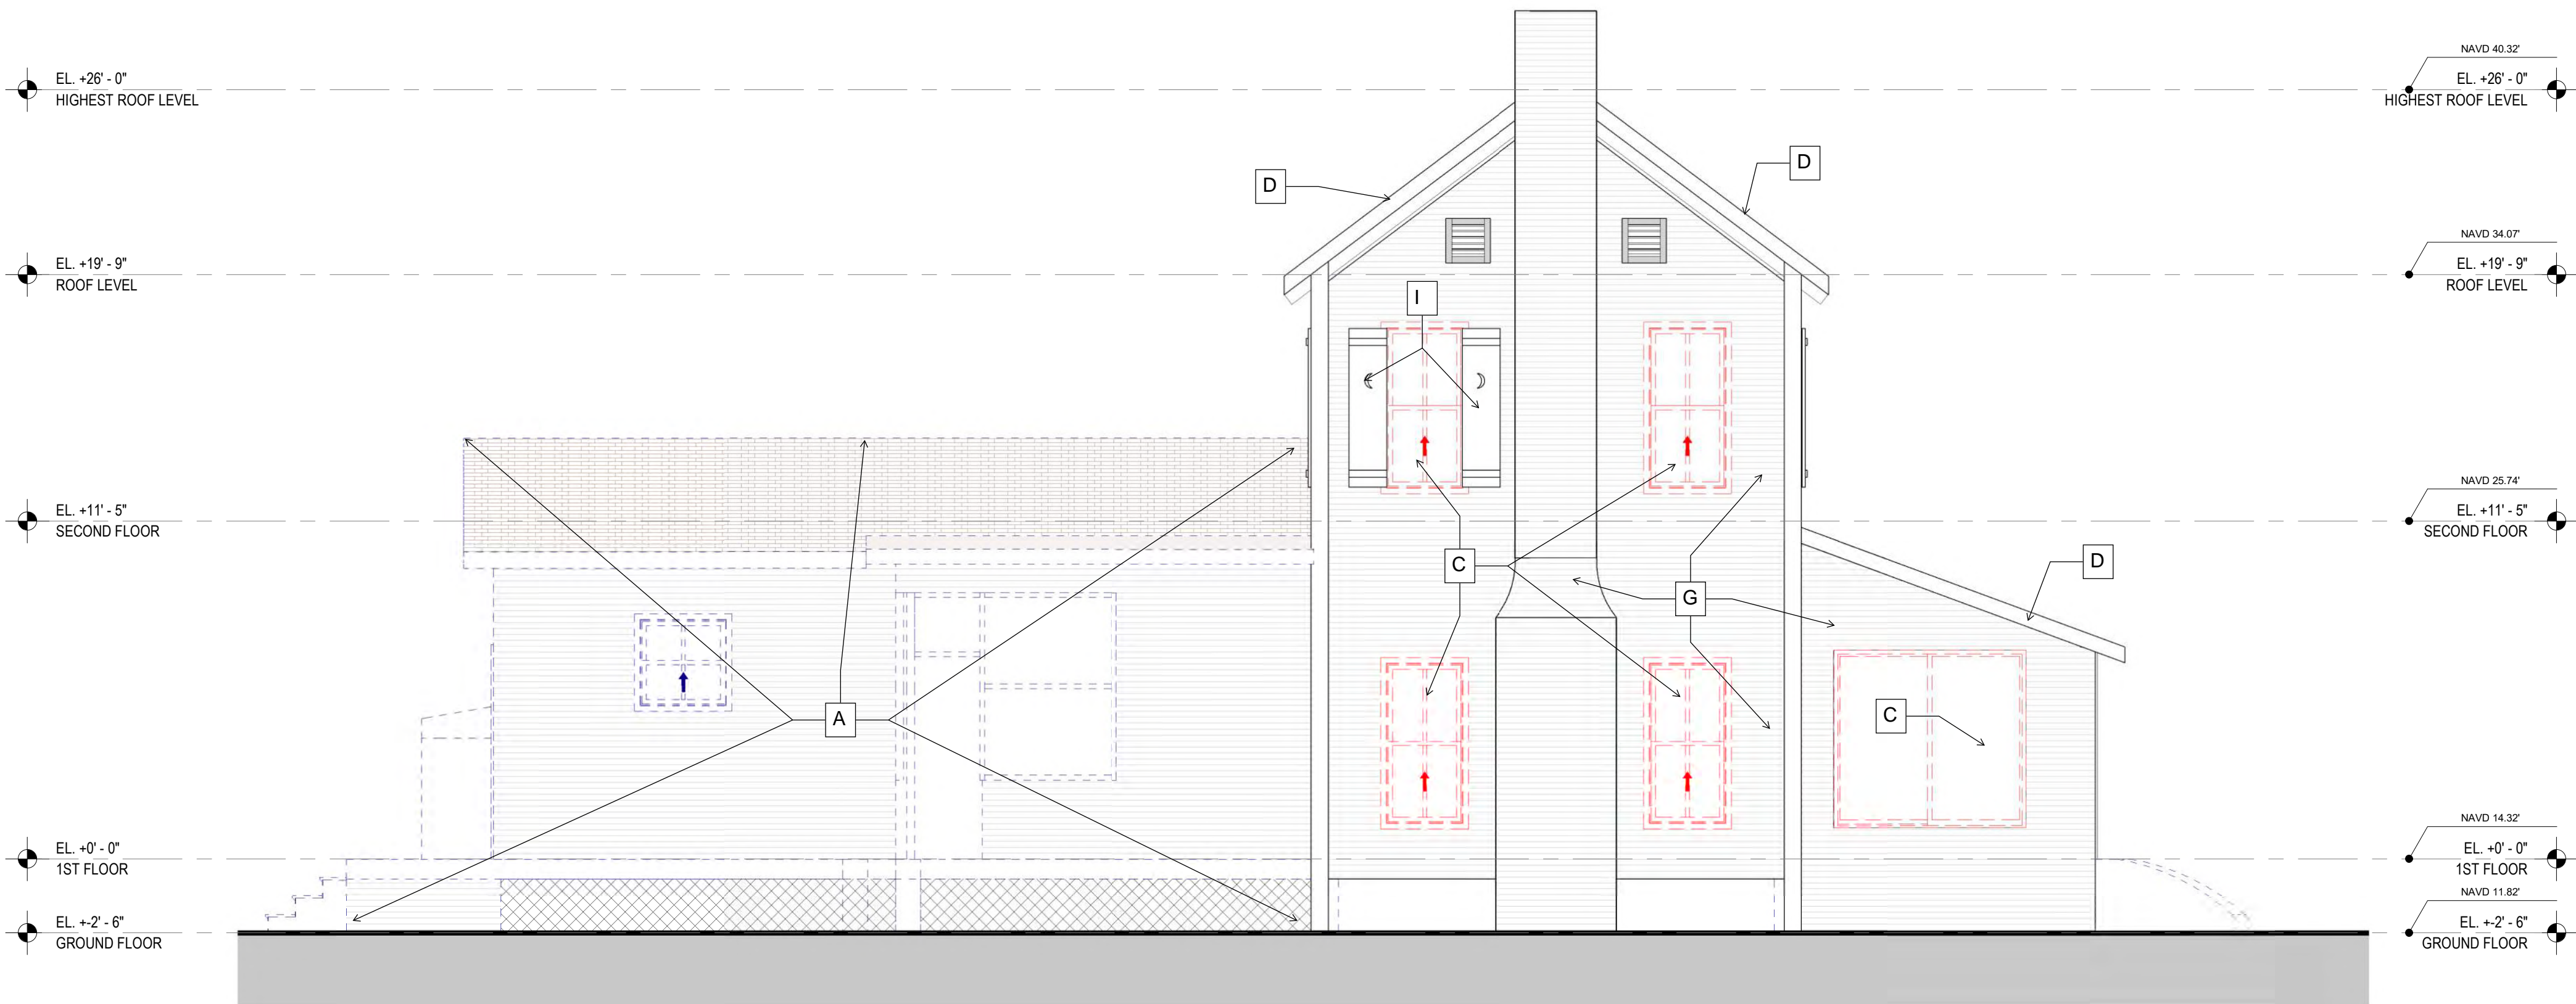 NAVD 40.32'
EL. +26' - 0"
HIGHEST ROOF LEVEL
EL. +26' - 0"
HIGHEST ROOF LEVEL
D
D
NAVD 34.07'
EL. +19' - 9"
ROOF LEVEL
EL. +19' - 9"
ROOF LEVEL
I
NAVD 25.74'
EL. +11' - 5"
SECOND FLOOR
EL. +11' - 5"
SECOND FLOOR
C
D
G
A
C
NAVD 14.32'
EL. +0' - 0"
1ST FLOOR
EL. +0' - 0"
1ST FLOOR
NAVD 11.82'
EL. +-2' - 6"
GROUND FLOOR
EL. +-2' - 6"
GROUND FLOOR